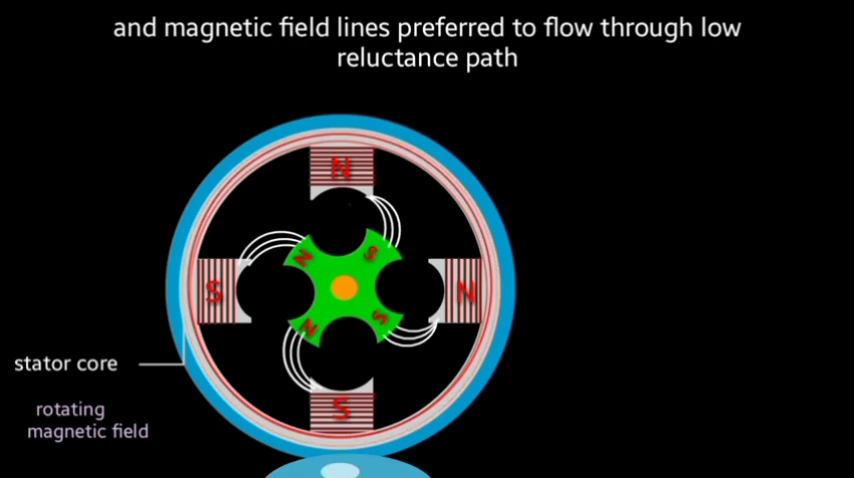 and magnetic field lines preferred to flow through low
reluctance path
N
N
S
S
N
N
S
S
stator core
rotating
magnetic field